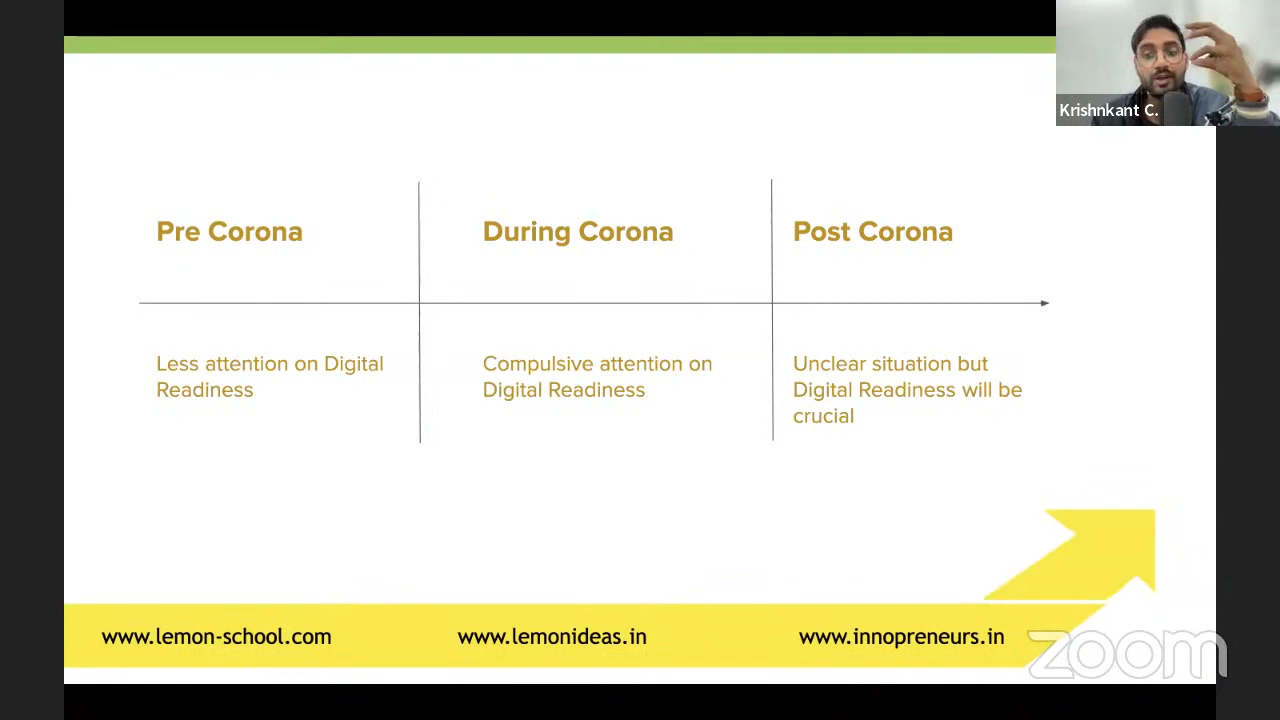 Krishnkant C.
Pre Corona
During Corona
Post Corona
Less attention on Digital
Readiness
Compulsive attention on
Digital Readiness
Unclear situation but
Digital Readiness will be
crucial
www.lemon-school.com
www.lemonideas.in
www.innopreneurs.in
zoom